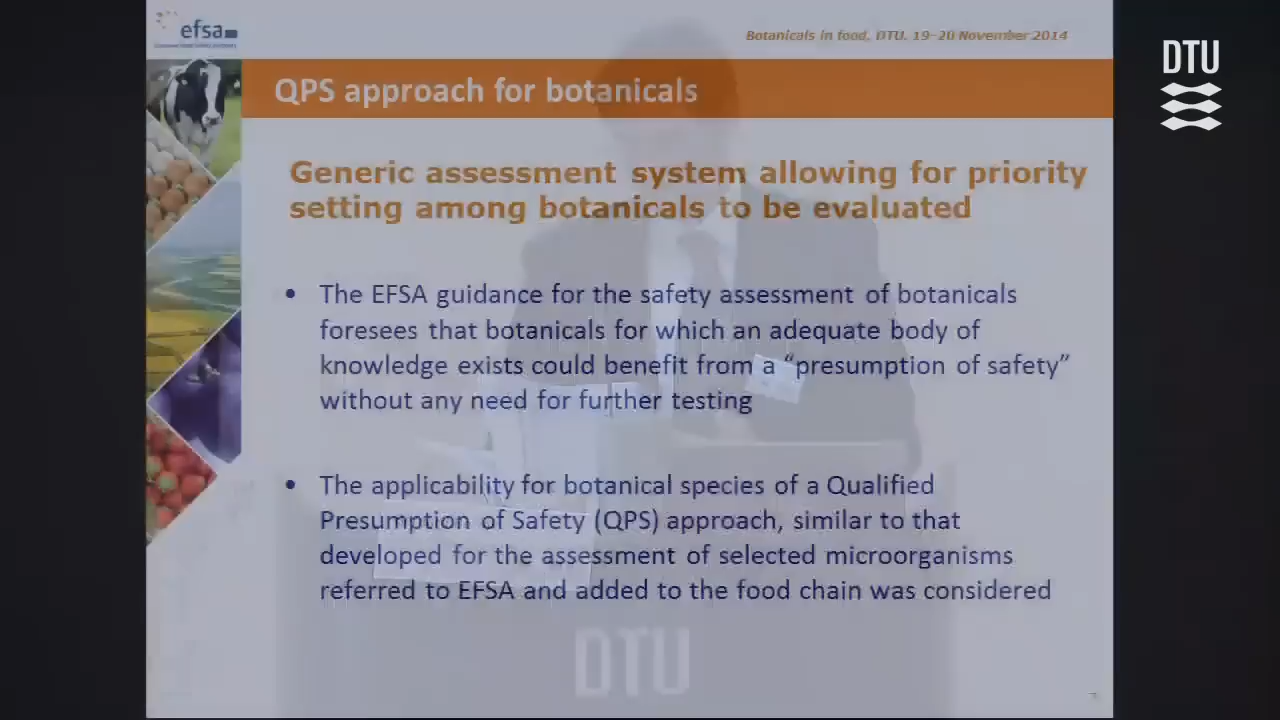 efsa
Botanicals in food, DTU. 19-20 November 2014
DTU
QPS approach for botanicals
Generic assessment system allowing for priority
setting among botanicals to be evaluated
• The EFSA guidance for the safety assessment of botanicals
foresees that botanicals for which an adequate body of
knowledge exists could benefit from a “presumption of safety”
without any need for further testing
• The applicability for botanical species of a Qualified
Presumption of Safety (QPS) approach, similar to that
developed for the assessment of selected microorganisms
referred to EFSA and added to the food chain was considered
DTU